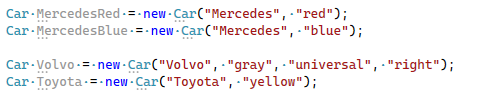 Car MercedesRed = new Car("Mercedes", "red");
Car MercedesBlue = new Car("Mercedes", "blue");
Car Volvo = new Car("Volvo", "gray", "universal", "right");
Car Toyota = new Car("Toyota", "yellow");